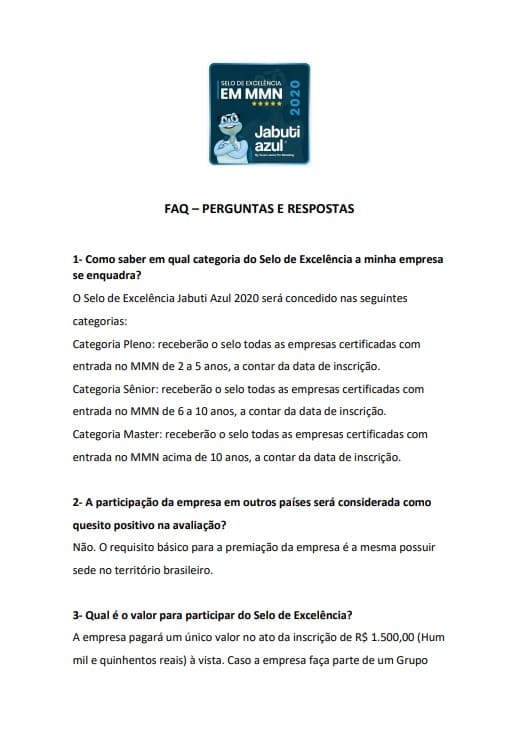 SELO DE EXCELÊNCIA
EM MMN
2020
Jabuti
azul
FAQ – PERGUNTAS E RESPOSTAS
1- Como saber em qual categoria do Selo de Excelência a minha empresa
se enquadra?
O Selo de Excelência Jabuti Azul 2020 será concedido nas seguintes
categorias:
Categoria Pleno: receberão o selo todas as empresas certificadas com
entrada no MMN de 2 a 5 anos, a contar da data de inscrição.
Categoria Sênior: receberão o selo todas as empresas certificadas com
entrada no MMN de 6 a 10 anos, a contar da data de inscrição.
Categoria Master: receberão o selo todas as empresas certificadas com
entrada no MMN acima de 10 anos, a contar da data de inscrição.
2- A participação da empresa em outros países será considerada como
quesito positivo na avaliação?
Não. O requisito básico para a premiação da empresa é a mesma possuir
sede no território brasileiro.
3- Qual é o valor para participar do Selo de Excelência?
A empresa pagará um único valor no ato da inscrição de R$ 1.500,00 (Hum
mil e quinhentos reais) à vista. Caso a empresa faça parte de um Grupo